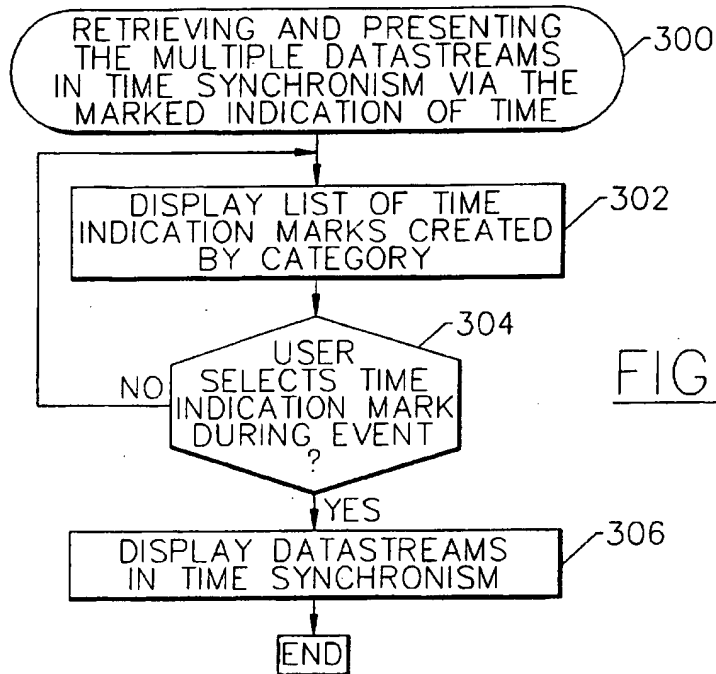 RETRIEVING AND PRESENTING
THE MULTIPLE DATASTREAMS
IN TIME SYNCHRONISM VIA THE
MARKED INDICATION OF TIME
300
DISPLAY LIST OF TIME
INDICATION MARKS CREATED
BY CATEGORY
302
304
USER
SELECTS TIME
INDICATION MARK
DURING EVENT
?
NO
FIG
YES
DISPLAY DATASTREAMS
IN TIME SYNCHRONISM
306
END